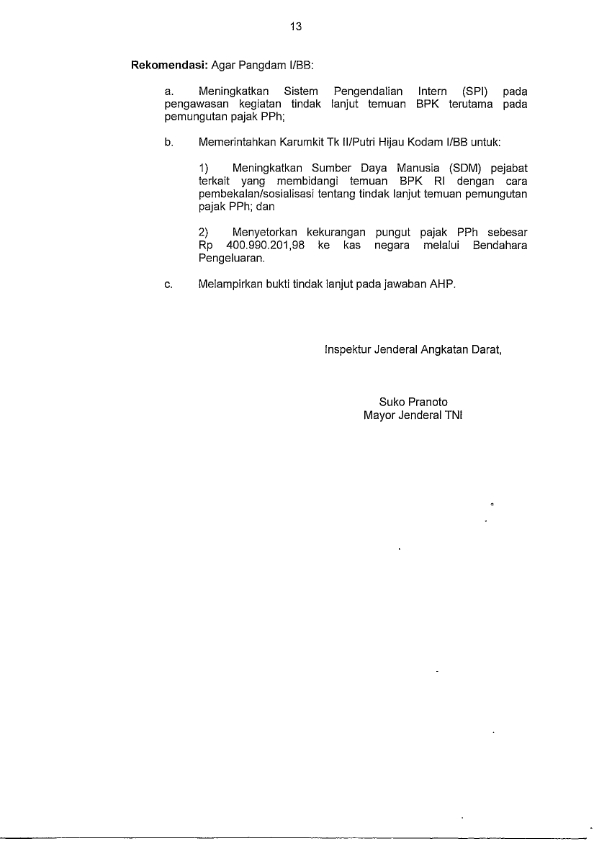 13
Rekomendasi: Agar Pangdam I/BB:
a. Meningkatkan Sistem Pengendalian Intern (SPI) pada
pengawasan kegiatan tindak lanjut temuan BPK terutama pada
pemungutan pajak PPh;
b. Memerintahkan Karumkit Tk II/Putri Hijau Kodam I/BB untuk:
1) Meningkatkan Sumber Daya Manusia (SDM) pejabat
terkait yang membidangi temuan BPK RI dengan cara
pembekalan/sosialisasi tentang tindak lanjut temuan pemungutan
pajak PPh; dan
2) Menyetorkan kekurangan pungut pajak PPh sebesar
Rp 400.990.201,98 ke kas negara melalui Bendahara
Pengeluaran.
c. Melampirkan bukti tindak lanjut pada jawaban AHP.
Inspektur Jenderal Angkatan Darat,
Suko Pranoto
Mayor Jenderal TNI